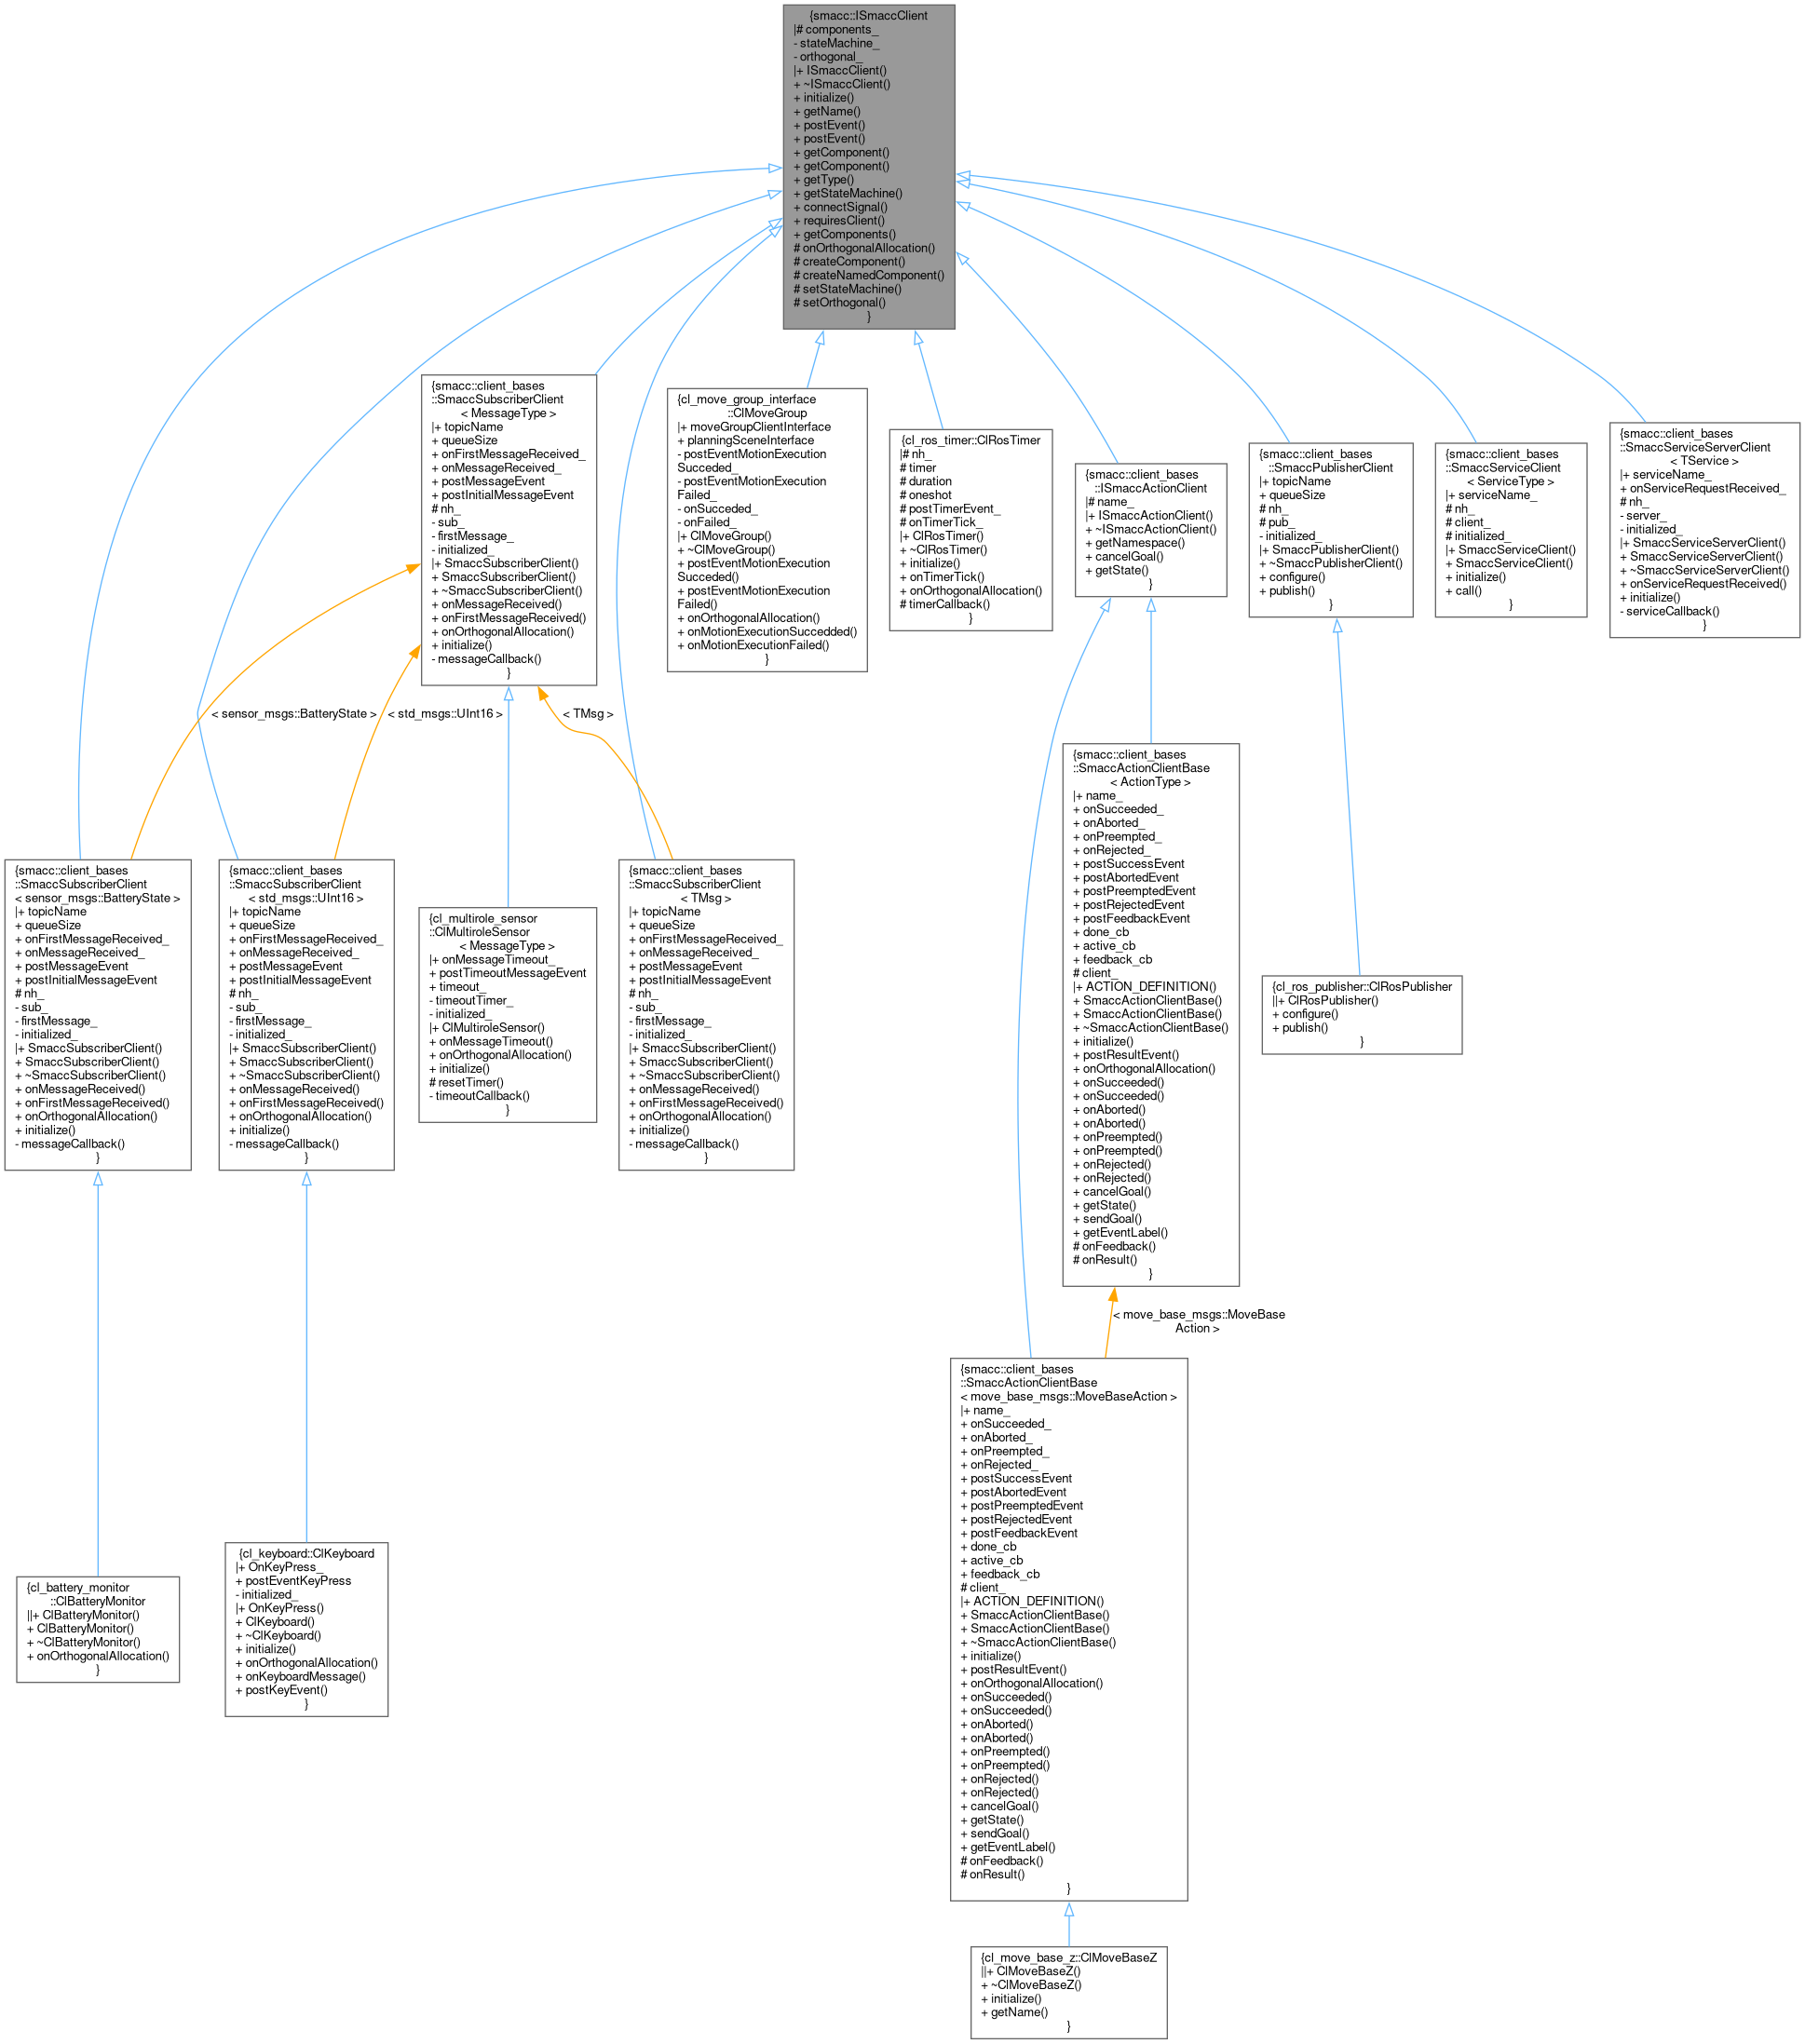 {smacc::ISmaccClient
|# components_
- stateMachine_
- orthogonal_
|+ ISmaccClient()
+ ~ISmaccClient()
+ initialize()
+ getName()
+ postEvent()
+ postEvent()
+ getComponent()
+ getComponent()
+ getType()
+ getStateMachine()
+ connectSignal()
+ requiresClient()
+ getComponents()
# onOrthogonalAllocation()
# createComponent()
# createNamedComponent()
# setStateMachine()
# setOrthogonal()
}
{smacc::client_bases
::SmaccSubscriberClient
< MessageType >
|+ topicName
+ queueSize
+ onFirstMessageReceived_
+ onMessageReceived_
+ postMessageEvent
+ postInitialMessageEvent
# nh_
- sub_
- firstMessage_
- initialized_
|+ SmaccSubscriberClient()
+ SmaccSubscriberClient()
+ ~SmaccSubscriberClient()
+ onMessageReceived()
+ onFirstMessageReceived()
+ onOrthogonalAllocation()
+ initialize()
- messageCallback()
}
{cl_move_group_interface
::ClMoveGroup
|+ moveGroupClientInterface
+ planningSceneInterface
- postEventMotionExecution
Succeded_
- postEventMotionExecution
Failed_
- onSucceded_
- onFailed_
|+ ClMoveGroup()
+ ~ClMoveGroup()
+ postEventMotionExecution
Succeded()
+ postEventMotionExecution
Failed()
+ onOrthogonalAllocation()
+ onMotionExecutionSuccedded()
+ onMotionExecutionFailed()
}
{cl_ros_timer::ClRosTimer
|# nh_
# timer
# duration
# oneshot
# postTimerEvent_
# onTimerTick_
|+ ClRosTimer()
+ ~ClRosTimer()
+ initialize()
+ onTimerTick()
+ onOrthogonalAllocation()
# timerCallback()
}
{smacc::client_bases
::ISmaccActionClient
|# name_
|+ ISmaccActionClient()
+ ~ISmaccActionClient()
+ getNamespace()
+ cancelGoal()
+ getState()
}
{smacc::client_bases
::SmaccPublisherClient
|+ topicName
+ queueSize
# nh_
# pub_
- initialized_
|+ SmaccPublisherClient()
+ ~SmaccPublisherClient()
+ configure()
+ publish()
}
{smacc::client_bases
::SmaccServiceClient
< ServiceType >
|+ serviceName_
# nh_
# client_
# initialized_
|+ SmaccServiceClient()
+ SmaccServiceClient()
+ initialize()
+ call()
}
{smacc::client_bases
::SmaccServiceServerClient
< TService >
|+ serviceName_
+ onServiceRequestReceived_
# nh_
- server_
- initialized_
|+ SmaccServiceServerClient()
+ SmaccServiceServerClient()
+ ~SmaccServiceServerClient()
+ onServiceRequestReceived()
+ initialize()
- serviceCallback()
}
< sensor_msgs::BatteryState >
< std_msgs::UInt16 >
< TMsg >
{smacc::client_bases
::SmaccActionClientBase
< ActionType >
|+ name_
+ onSucceeded_
+ onAborted_
+ onPreempted_
+ onRejected_
+ postSuccessEvent
+ postAbortedEvent
+ postPreemptedEvent
+ postRejectedEvent
+ postFeedbackEvent
+ done_cb
+ active_cb
+ feedback_cb
# client_
|+ ACTION_DEFINITION()
+ SmaccActionClientBase()
+ SmaccActionClientBase()
+ ~SmaccActionClientBase()
+ initialize()
+ postResultEvent()
+ onOrthogonalAllocation()
+ onSucceeded()
+ onSucceeded()
+ onAborted()
+ onAborted()
+ onPreempted()
+ onPreempted()
+ onRejected()
+ onRejected()
+ cancelGoal()
+ getState()
+ sendGoal()
+ getEventLabel()
# onFeedback()
# onResult()
}
{smacc::client_bases
::SmaccSubscriberClient
< sensor_msgs::BatteryState >
|+ topicName
+ queueSize
+ onFirstMessageReceived_
+ onMessageReceived_
+ postMessageEvent
+ postInitialMessageEvent
# nh_
- sub_
- firstMessage_
- initialized_
|+ SmaccSubscriberClient()
+ SmaccSubscriberClient()
+ ~SmaccSubscriberClient()
+ onMessageReceived()
+ onFirstMessageReceived()
+ onOrthogonalAllocation()
+ initialize()
- messageCallback()
}
{smacc::client_bases
::SmaccSubscriberClient
< std_msgs::UInt16 >
|+ topicName
+ queueSize
+ onFirstMessageReceived_
+ onMessageReceived_
+ postMessageEvent
+ postInitialMessageEvent
# nh_
- sub_
- firstMessage_
- initialized_
|+ SmaccSubscriberClient()
+ SmaccSubscriberClient()
+ ~SmaccSubscriberClient()
+ onMessageReceived()
+ onFirstMessageReceived()
+ onOrthogonalAllocation()
+ initialize()
- messageCallback()
}
{cl_multirole_sensor
::ClMultiroleSensor
< MessageType >
|+ onMessageTimeout_
+ postTimeoutMessageEvent
+ timeout_
- timeoutTimer_
- initialized_
|+ ClMultiroleSensor()
+ onMessageTimeout()
+ onOrthogonalAllocation()
+ initialize()
# resetTimer()
- timeoutCallback()
}
{smacc::client_bases
::SmaccSubscriberClient
< TMsg >
|+ topicName
+ queueSize
+ onFirstMessageReceived_
+ onMessageReceived_
+ postMessageEvent
+ postInitialMessageEvent
# nh_
- sub_
- firstMessage_
- initialized_
|+ SmaccSubscriberClient()
+ SmaccSubscriberClient()
+ ~SmaccSubscriberClient()
+ onMessageReceived()
+ onFirstMessageReceived()
+ onOrthogonalAllocation()
+ initialize()
- messageCallback()
}
{cl_ros_publisher::ClRosPublisher
||+ ClRosPublisher()
+ configure()
+ publish()
}
< move_base_msgs::MoveBase
Action >
{smacc::client_bases
::SmaccActionClientBase
< move_base_msgs::MoveBaseAction >
|+ name_
+ onSucceeded_
+ onAborted_
+ onPreempted_
+ onRejected_
+ postSuccessEvent
+ postAbortedEvent
+ postPreemptedEvent
+ postRejectedEvent
+ postFeedbackEvent
+ done_cb
+ active_cb
+ feedback_cb
# client_
|+ ACTION_DEFINITION()
+ SmaccActionClientBase()
+ SmaccActionClientBase()
+ ~SmaccActionClientBase()
+ initialize()
+ postResultEvent()
+ onOrthogonalAllocation()
+ onSucceeded()
+ onSucceeded()
+ onAborted()
+ onAborted()
+ onPreempted()
+ onPreempted()
+ onRejected()
+ onRejected()
+ cancelGoal()
+ getState()
+ sendGoal()
+ getEventLabel()
# onFeedback()
# onResult()
}
{cl_battery_monitor
::ClBatteryMonitor
||+ ClBatteryMonitor()
+ ClBatteryMonitor()
+ ~ClBatteryMonitor()
+ onOrthogonalAllocation()
}
{cl_keyboard::ClKeyboard
|+ OnKeyPress_
+ postEventKeyPress
- initialized_
|+ OnKeyPress()
+ ClKeyboard()
+ ~ClKeyboard()
+ initialize()
+ onOrthogonalAllocation()
+ onKeyboardMessage()
+ postKeyEvent()
}
{cl_move_base_z::ClMoveBaseZ
||+ ClMoveBaseZ()
+ ~ClMoveBaseZ()
+ initialize()
+ getName()
}